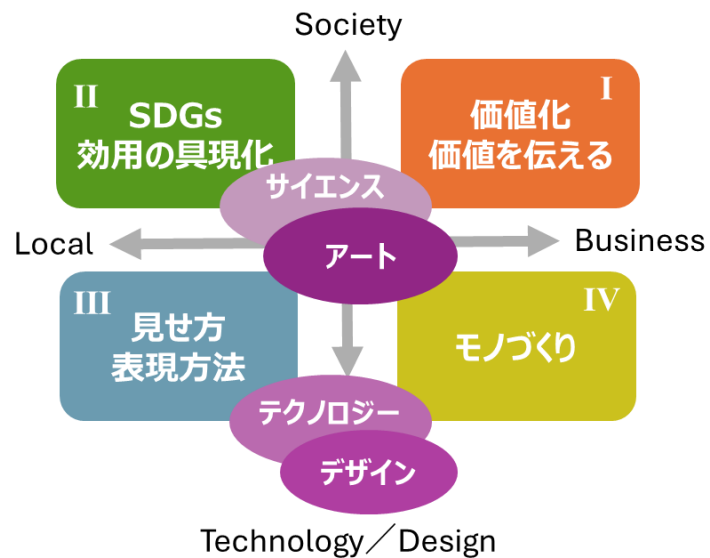 Society
II
SDGs
効用の具現化
I
価値化
価値を伝える
サイエンス
アート
Local
Business
III
見せ方
表現方法
IV
モノづくり
テクノロジー
デザイン
Technology／Design